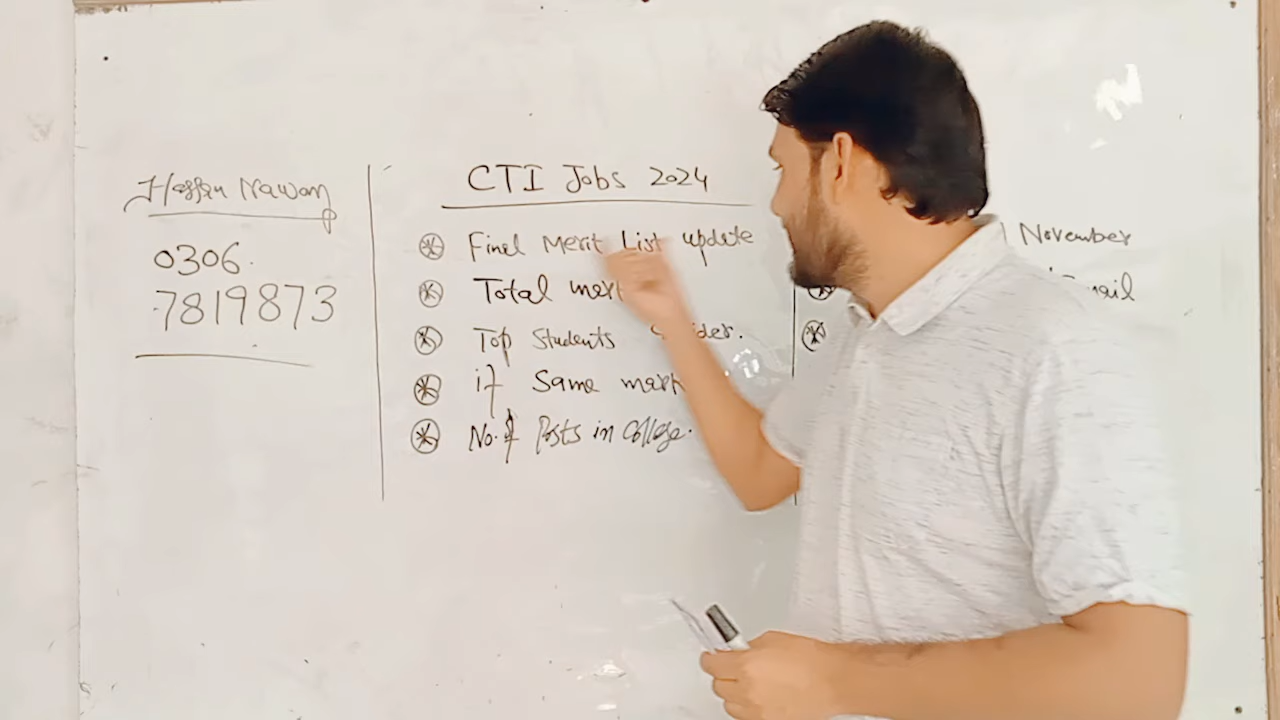 Hassan Nawaz
0306
7819873
CTI Jobs 2024
Final Merit List update
Total
Top Students
if Same mark
No. of Posts in College.
November